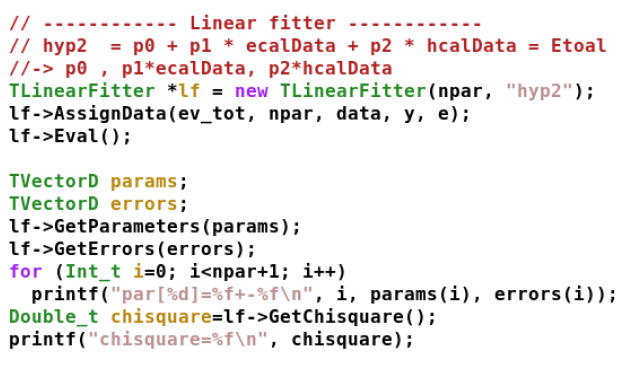 // ------------ Linear fitter ------------
// hyp2  = p0 + p1 * ecalData + p2 * hcalData = Etoal
//-> p0 , p1*ecalData, p2*hcalData
TLinearFitter *lf = new TLinearFitter(npar, "hyp2");
lf->AssignData(ev_tot, npar, data, y, e);
lf->Eval();

TVectorD params;
TVectorD errors;
lf->GetParameters(params);
lf->GetErrors(errors);
for (Int_t i=0; i<npar+1; i++)
  printf("par[%d]=%f+-%f\n", i, params(i), errors(i));
Double_t chisquare=lf->GetChisquare();
printf("chisquare=%f\n", chisquare);